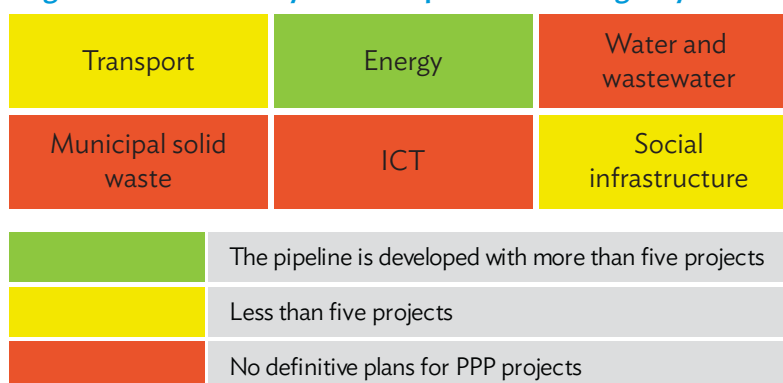 Transport
Energy
Water and
wastewater
Municipal solid
waste
ICT
Social
infrastructure
The pipeline is developed with more than five projects
Less than five projects
No definitive plans for PPP projects